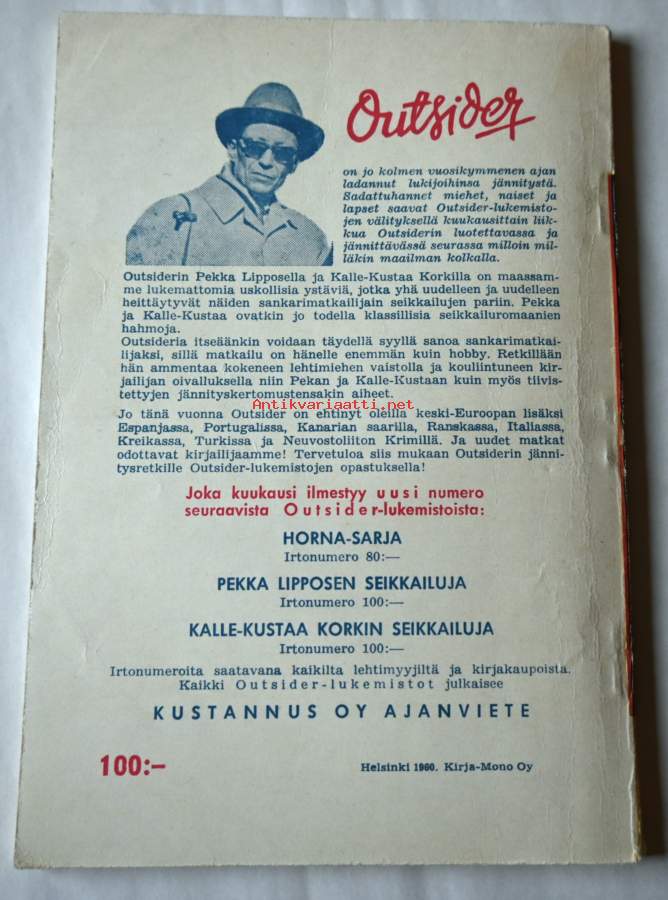 Outsider
on jo kolmen vuosikymmenen ajan
ladannut lukijoihinsa jännitystä.
Sadattuhannet miehet, naiset ja
lapset saavat Outsider-lukemisto-
jen välityksellä kuukausittain liik-
kua Outsiderin luotettavassa ja
jännittävässä seurassa milloin mil-
läkin maailman kolkalla.
Outsiderin Pekka Lipposella ja Kalle-Kustaa Korkilla on maassam-
me lukemattomia uskollisia ystäviä, jotka yhä uudelleen ja uudelleen
heittäytyvät näiden sankarimatkailijain seikkailujen pariin. Pekka
ja Kalle-Kustaa ovatkin jo todella klassillisia seikkailuromaanien
hahmoja.
Outsideria itseäänkin voidaan täydellä syyllä sanoa sankarimatkai-
lijaksi, sillä matkailu on hänelle enemmän kuin hobby. Retkillään
hän ammentaa kokeneen lehtimiehen vaistolla ja kouliintuneen kir-
jailijan oivalluksella niin Pekan ja Kalle-Kustaan kuin myös tiivis-
tettyjen jännityskertomustensakin aiheet.
Antikvariaatti.net
Jo tänä vuonna Outsider on ehtinyt oleilla keski-Euroopan lisäksi
Espanjassa, Portugalissa, Kanarian saarilla, Ranskassa, Italiassa,
Kreikassa, Turkissa ja Neuvostoliiton Krimillä. Ja uudet matkat
odottavat kirjailijaamme! Tervetuloa siis mukaan Outsiderin jänni-
tysretkille Outsider-lukemistojen opastuksella!
Joka kuukausi ilmestyy uusi numero
seuraavista Outsider-lukemistoista:
HORNA-SARJA
Irtonumero 80:—
PEKKA LIPPOSEN SEIKKAILUJA
Irtonumero 100:—
KALLE-KUSTAA KORKIN SEIKKAILUJA
Irtonumero 100:—
Irtonumeroita saatavana kaikilta lehtimyyjiltä ja kirjakaupoista.
Kaikki Outsider-lukemistot julkaisee
KUSTANNUS OY AJANVIETE
100:—
Helsinki 1960. Kirja-Mono Oy